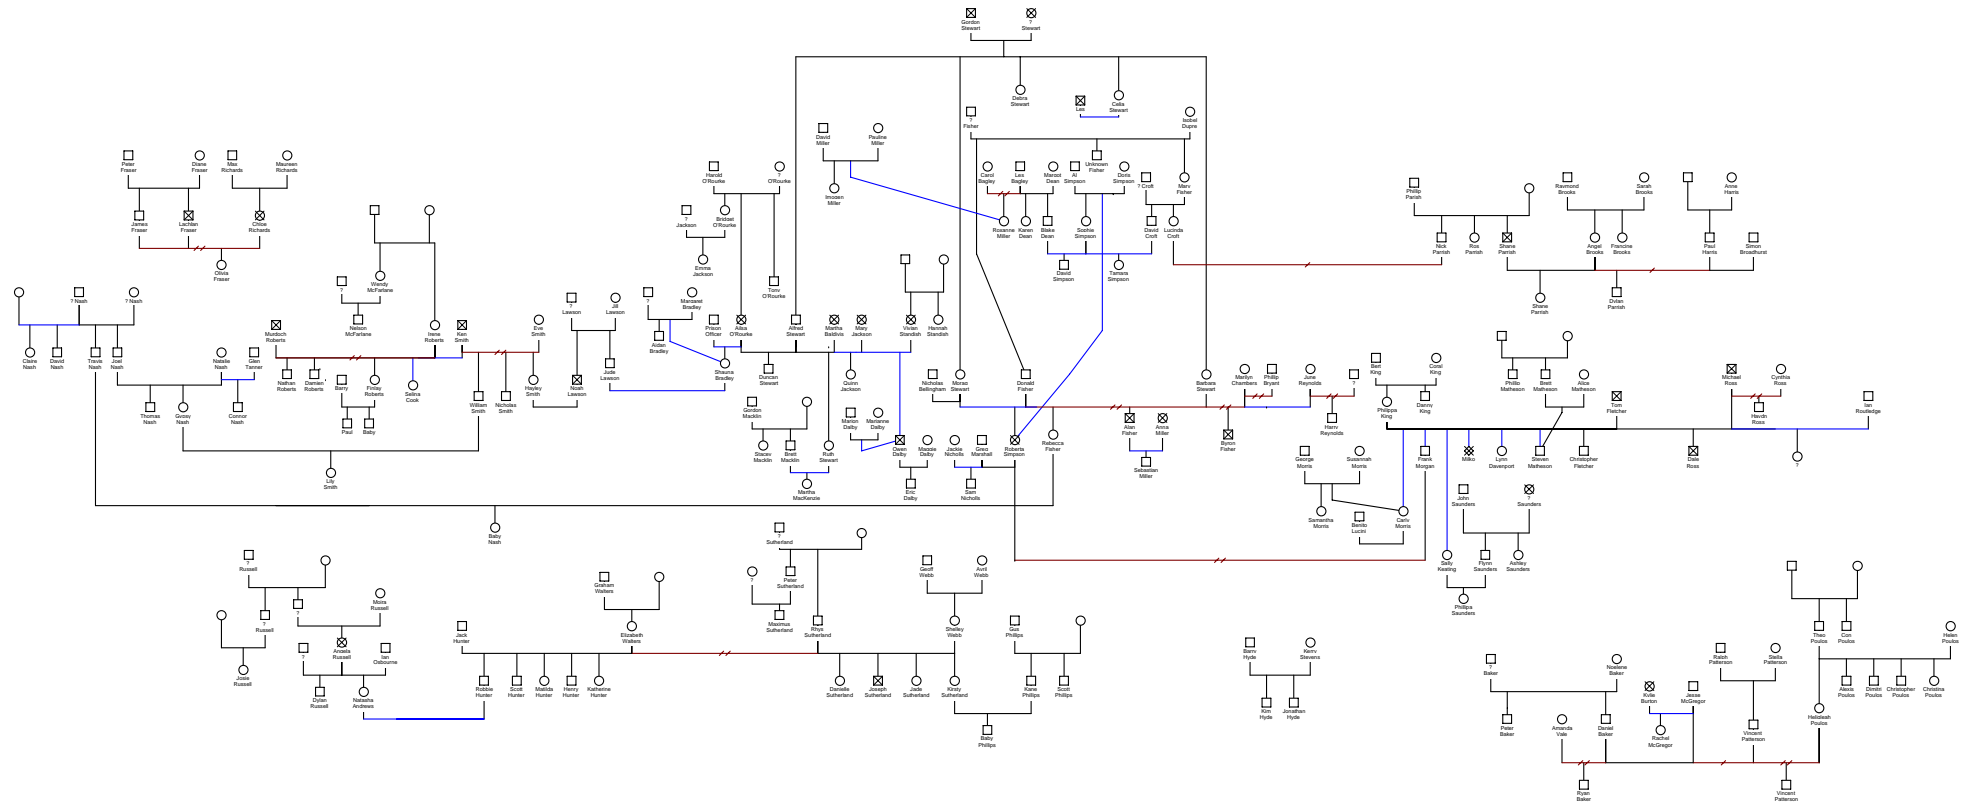 Gordon
Stewart
?
Stewart
Debra
Stewart
Les
Celia
Stewart
?
Fisher
Isobel
Dupre
David
Miller
Pauline
Miller
Imogen
Miller
Unknown
Fisher
Carol
Bagley
Les
Bagley
Margot
Dean
Al
Simpson
Doris
Simpson
? Croft
Mary
Fisher
Roxanne
Miller
Karen
Dean
Blake
Dean
Sophie
Simpson
David
Croft
Lucinda
Croft
David
Simpson
Tamara
Simpson
Peter
Fraser
Diane
Fraser
Max
Richards
Maureen
Richards
James
Fraser
Lachlan
Fraser
Chloe
Richards
Olivia
Fraser
Harold
O'Rourke
?
O'Rourke
?
Jackson
Bridget
O'Rourke
Emma
Jackson
Tony
O'Rourke
Phillip
Parrish
Nick
Parrish
Ros
Parrish
Shane
Parrish
Raymond
Brooks
Sarah
Brooks
Anne
Harris
Angel
Brooks
Francine
Brooks
Paul
Harris
Simon
Broadhurst
Shane
Parrish
Dylan
Parrish
? Nash
? Nash
Claire
Nash
David
Nash
Travis
Nash
Joel
Nash
Natalie
Nash
Glen
Tanner
Thomas
Nash
Gypsy
Nash
Connor
Nash
?
Wendy
McFarlane
Nelson
McFarlane
Murdoch
Roberts
Irene
Roberts
Ken
Smith
Eve
Smith
Nathan
Roberts
Damien
Roberts
Barry
Finlay
Roberts
Selina
Cook
Paul
Baby
William
Smith
Nicholas
Smith
Hayley
Smith
Noah
Lawson
?
Lawson
Jill
Lawson
Jude
Lawson
Lily
Smith
?
Margaret
Bradley
Aidan
Bradley
Prison
Officer
Ailsa
O'Rourke
Alfred
Stewart
Martha
Baldivis
Mary
Jackson
Vivian
Standish
Hannah
Standish
Shauna
Bradley
Duncan
Stewart
Quinn
Jackson
Gordon
Macklin
Stacey
Macklin
Brett
Macklin
Ruth
Stewart
Martha
MacKenzie
Marion
Dalby
Marianne
Dalby
Owen
Dalby
Maggie
Dalby
Eric
Dalby
Nicholas
Bellingham
Morag
Stewart
Donald
Fisher
Barbara
Stewart
Marilyn
Chambers
Phillip
Bryant
June
Reynolds
?
Jackie
Nicholls
Greg
Marshall
Roberta
Simpson
Rebecca
Fisher
Alan
Fisher
Anna
Miller
Byron
Fisher
Harry
Reynolds
Sam
Nicholls
Sebastian
Miller
Bert
King
Coral
King
Philippa
King
Danny
King
Phillip
Matheson
Brett
Matheson
Alice
Matheson
Tom
Fletcher
Michael
Ross
Cynthia
Ross
Haydn
Ross
Ian
Routledge
George
Morris
Susannah
Morris
Frank
Morgan
Milko
Lynn
Davenport
Steven
Matheson
Christopher
Fletcher
Dale
Ross
?
Samantha
Morris
Benito
Lucini
Carly
Morris
John
Saunders
?
Saunders
Sally
Keating
Flynn
Saunders
Ashley
Saunders
Phillipa
Saunders
Baby
Nash
?
Russell
?
Russell
?
Moira
Russell
Josie
Russell
?
Angela
Russell
Ian
Osbourne
Dylan
Russell
Natasha
Andrews
Graham
Walters
Jack
Hunter
Elizabeth
Walters
Robbie
Hunter
Scott
Hunter
Matilda
Hunter
Henry
Hunter
Katherine
Hunter
?
Sutherland
?
Peter
Sutherland
Maximus
Sutherland
Rhys
Sutherland
Geoff
Webb
Avril
Webb
Shelley
Webb
Gus
Phillips
Danielle
Sutherland
Joseph
Sutherland
Jade
Sutherland
Kirsty
Sutherland
Kane
Phillips
Scott
Phillips
Baby
Phillips
Barry
Hyde
Kerry
Stevens
Kim
Hyde
Jonathan
Hyde
?
Baker
Noelene
Baker
Peter
Baker
Amanda
Vale
Daniel
Baker
Ryan
Baker
Kylie
Burton
Jesse
McGregor
Rachel
McGregor
Ralph
Patterson
Stella
Patterson
Vincent
Patterson
Theo
Poulos
Con
Poulos
Helen
Poulos
Alexis
Poulos
Dimitri
Poulos
Christopher
Poulos
Christina
Poulos
Helioleah
Poulos
Vincent
Patterson